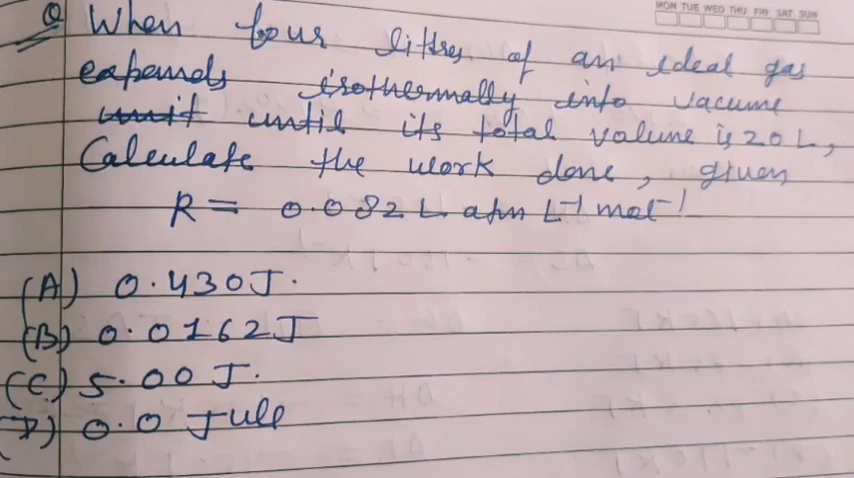 MON TUE WED THU FRI SAT SUN
Q When four litres of an ideal gas
expends isothermally into vacume
unit until its total volume is 20 L,
Calculate the work done, given
R = 0.082 L atm L⁻¹ mol⁻¹
(A) 0.430 J.
(B) 0.0162 J
(C) 5.00 J.
(D) 0.0 Jule